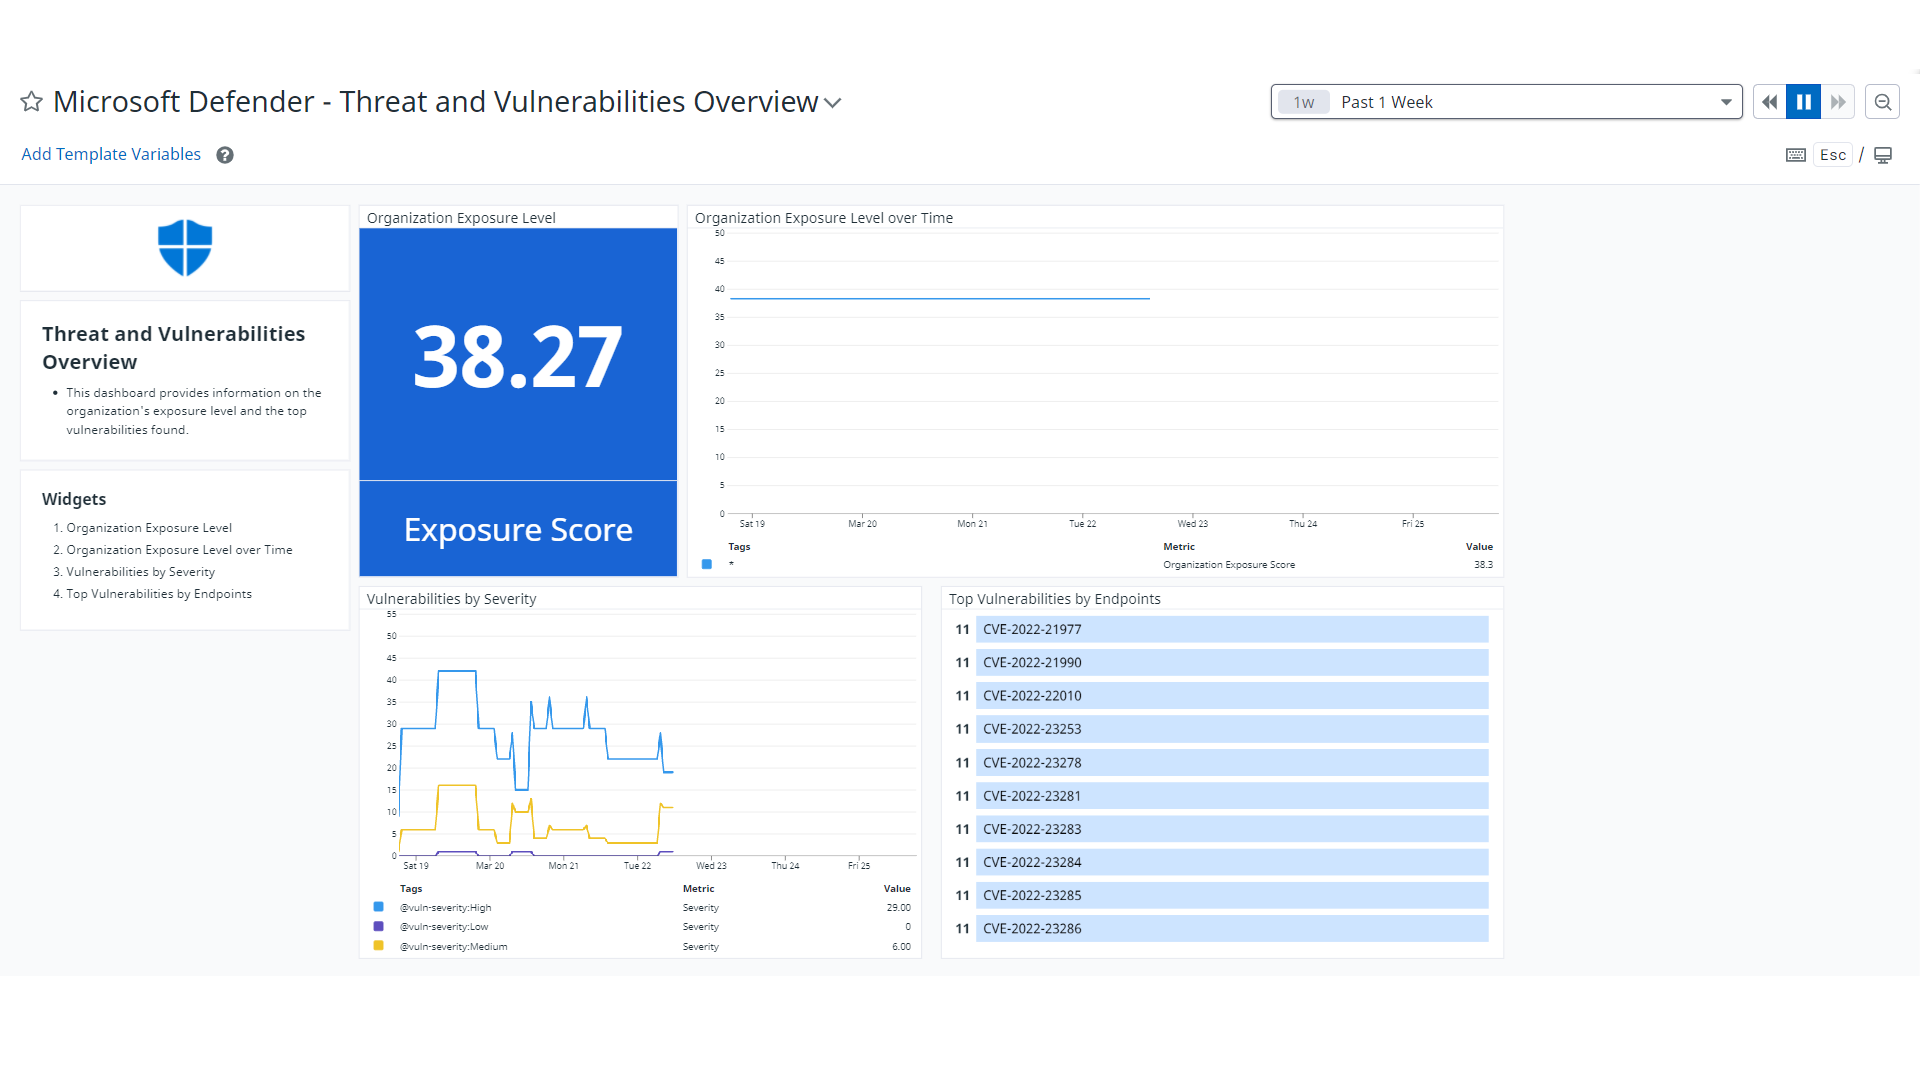 Microsoft Defender - Threat and Vulnerabilities Overview
1w Past 1 Week
Add Template Variables ?
Esc /
Threat and Vulnerabilities
Overview
• This dashboard provides information on the
organization's exposure level and the top
vulnerabilities found.
Widgets
1. Organization Exposure Level
2. Organization Exposure Level over Time
3. Vulnerabilities by Severity
4. Top Vulnerabilities by Endpoints
Organization Exposure Level
38.27
Exposure Score
Organization Exposure Level over Time
50
45
40
35
30
25
20
15
10
5
0
Sat 19 Mar 20 Mon 21 Tue 22 Wed 23 Thu 24 Fri 25
Tags Metric Value
* Organization Exposure Score 38.3
Vulnerabilities by Severity
55
50
45
40
35
30
25
20
15
10
5
0
Sat 19 Mar 20 Mon 21 Tue 22 Wed 23 Thu 24 Fri 25
Tags Metric Value
@vuln-severity:High Severity 29.00
@vuln-severity:Low Severity 0
@vuln-severity:Medium Severity 6.00
Top Vulnerabilities by Endpoints
11 CVE-2022-21977
11 CVE-2022-21990
11 CVE-2022-22010
11 CVE-2022-23253
11 CVE-2022-23278
11 CVE-2022-23281
11 CVE-2022-23283
11 CVE-2022-23284
11 CVE-2022-23285
11 CVE-2022-23286